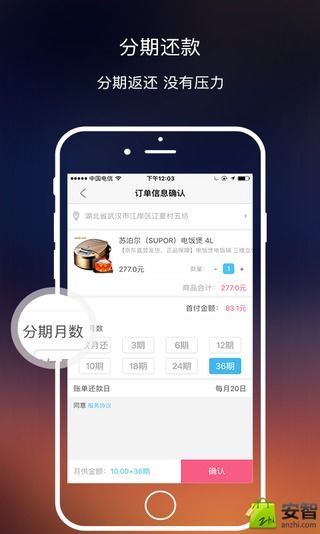 分期还款
分期返还 没有压力
中国电信
下午12:03
订单信息确认
湖北省武汉市江岸区江夏村五坊
苏泊尔（SUPOR）电饭煲 4L
【京东直营发货，正品保障】电饭煲电饭锅
277.0元
数量： - 1 +
商品合计： 277.0元
首付金额： 83.1元
分期月数
月数
次月还 3期 6期 12期
10期 18期 24期 36期
账单还款日 每月20日
同意 服务协议
月供金额： 10.00×36期
确认
安智
anzhi.com
zhi